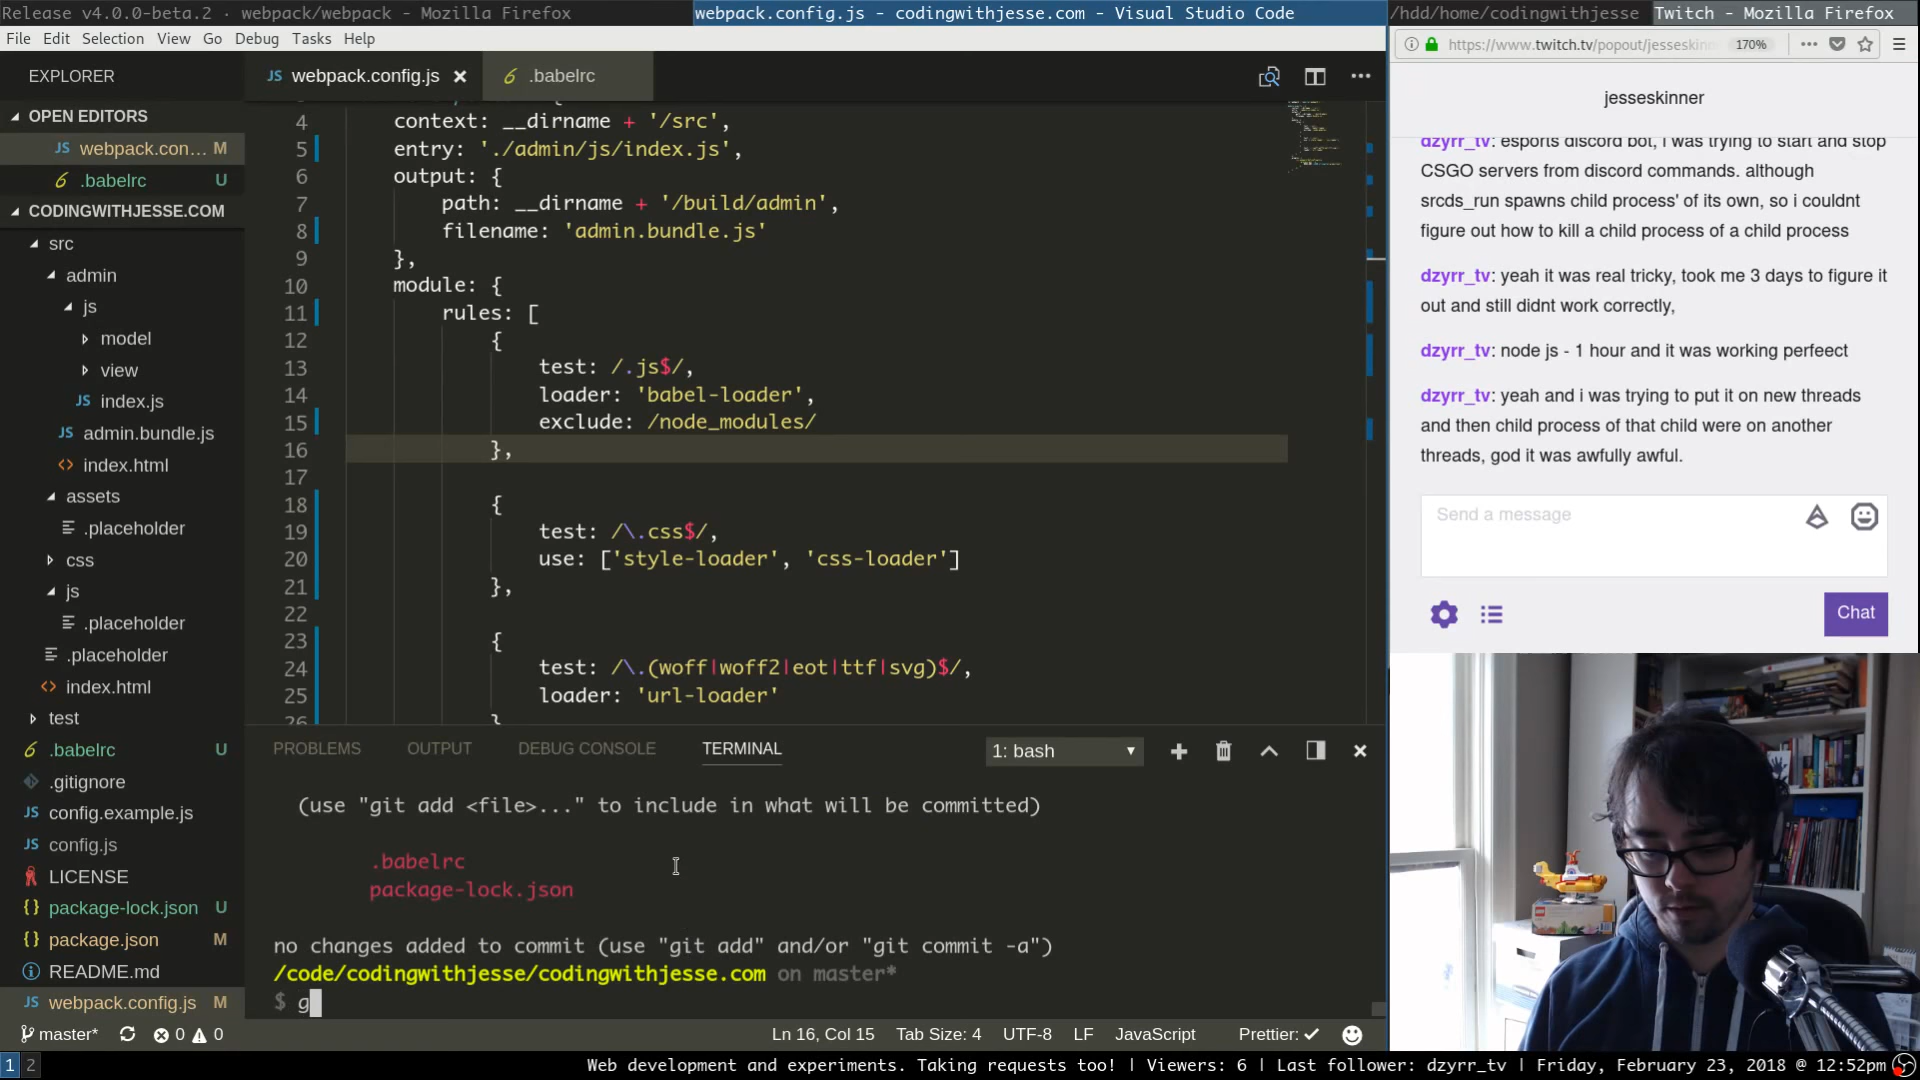 Release v4.0.0-beta.2 · webpack/webpack - Mozilla Firefox
webpack.config.js - codingwithjesse.com - Visual Studio Code
/hdd/home/codingwithjesse
Twitch - Mozilla Firefox
File Edit Selection View Go Debug Tasks Help
https://www.twitch.tv/popout/jesseskin
170%
EXPLORER
webpack.config.js
.babelrc
OPEN EDITORS
webpack.con... M
.babelrc U
CODINGWITHJESSE.COM
src
admin
js
model
view
index.js
admin.bundle.js
index.html
assets
.placeholder
css
js
.placeholder
.placeholder
index.html
test
.babelrc U
.gitignore
config.example.js
config.js
LICENSE
package-lock.json U
package.json M
README.md
webpack.config.js M
4 context: __dirname + '/src',
5 entry: './admin/js/index.js',
6 output: {
7 path: __dirname + '/build/admin',
8 filename: 'admin.bundle.js'
9 },
10 module: {
11 rules: [
12 {
13 test: /.js$/,
14 loader: 'babel-loader',
15 exclude: /node_modules/
16 },
17
18 {
19 test: /\.css$/,
20 use: ['style-loader', 'css-loader']
21 },
22
23 {
24 test: /\.(woff|woff2|eot|ttf|svg)$/,
25 loader: 'url-loader'
26 }
PROBLEMS OUTPUT DEBUG CONSOLE TERMINAL
1: bash
(use "git add <file>..." to include in what will be committed)
.babelrc
package-lock.json
no changes added to commit (use "git add" and/or "git commit -a")
/code/codingwithjesse/codingwithjesse.com on master*
$ g
master* 0 0
Ln 16, Col 15 Tab Size: 4 UTF-8 LF JavaScript Prettier: ✓
jesseskinner
dzyrr_tv: esports discord bot, i was trying to start and stop
CSGO servers from discord commands. although
srcds_run spawns child process' of its own, so i couldnt
figure out how to kill a child process of a child process
dzyrr_tv: yeah it was real tricky, took me 3 days to figure it
out and still didnt work correctly,
dzyrr_tv: node js - 1 hour and it was working perfeect
dzyrr_tv: yeah and i was trying to put it on new threads
and then child process of that child were on another
threads, god it was awfully awful.
Send a message
Chat
1 2
Web development and experiments. Taking requests too! | Viewers: 6 | Last follower: dzyrr_tv | Friday, February 23, 2018 @ 12:52pm